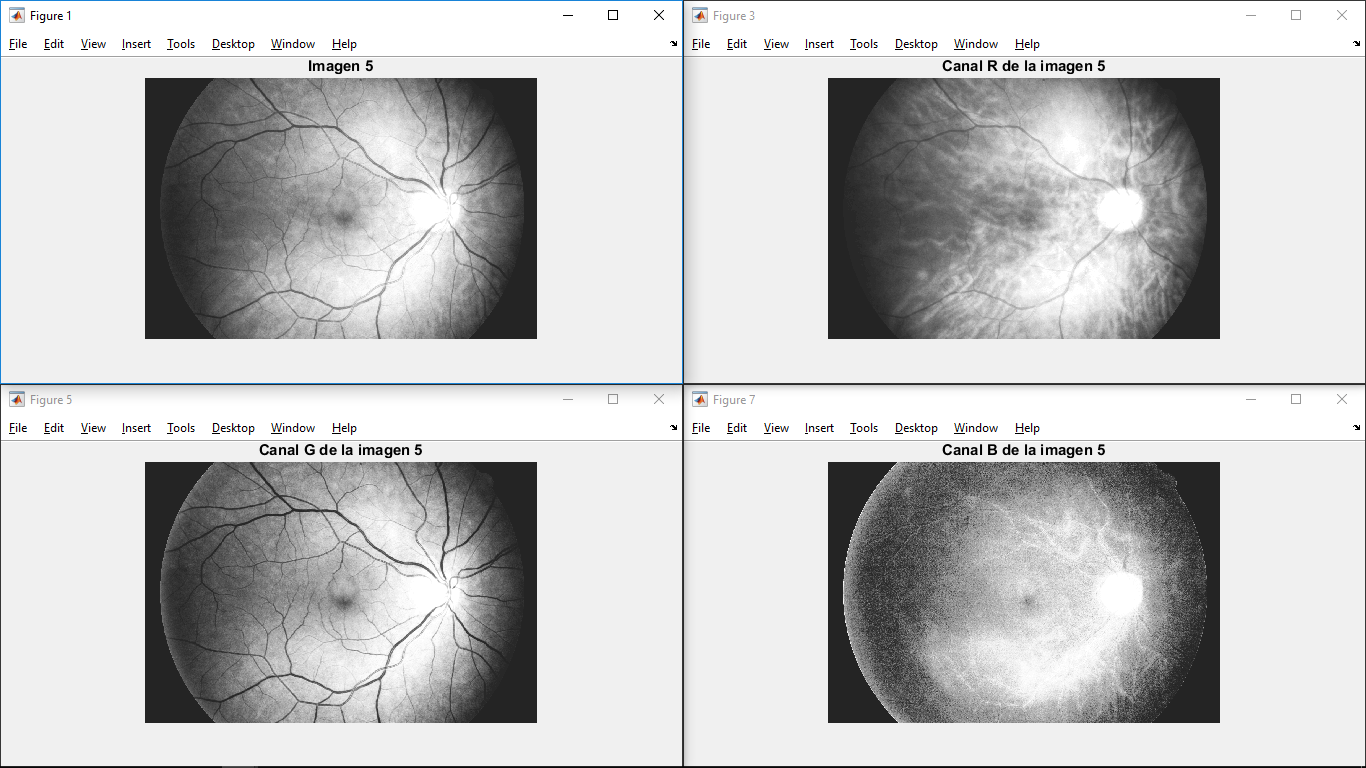 Figure 1
File Edit View Insert Tools Desktop Window Help
Imagen 5
Figure 3
File Edit View Insert Tools Desktop Window Help
Canal R de la imagen 5
Figure 5
File Edit View Insert Tools Desktop Window Help
Canal G de la imagen 5
Figure 7
File Edit View Insert Tools Desktop Window Help
Canal B de la imagen 5